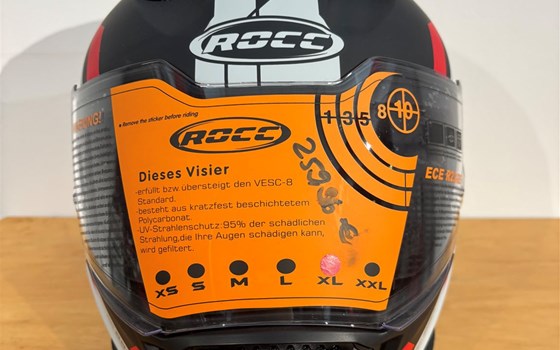 ROCC
WARNING!
• Remove the sticker before riding
1 3 5 8 10
ROCC
Dieses Visier
-erfüllt bzw.übersteigt den VESC-8
Standard.
-besteht aus kratzfest beschichtetem
Polycarbonat.
-UV-Strahlenschutz:95% der schädlichen
Strahlung,die Ihre Augen schädigen kann,
wird gefiltert.
ECE
XS S M L XL XXL